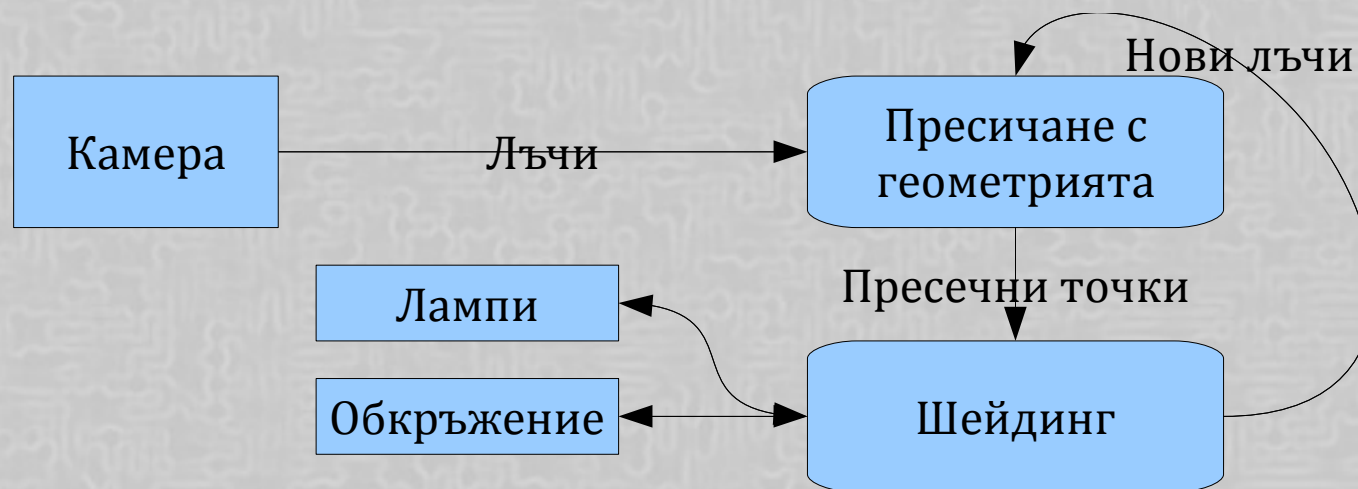 Нови лъчи
Камера
Лъчи
Пресичане с
геометрията
Лампи
Пресечни точки
Обкръжение
Шейдинг